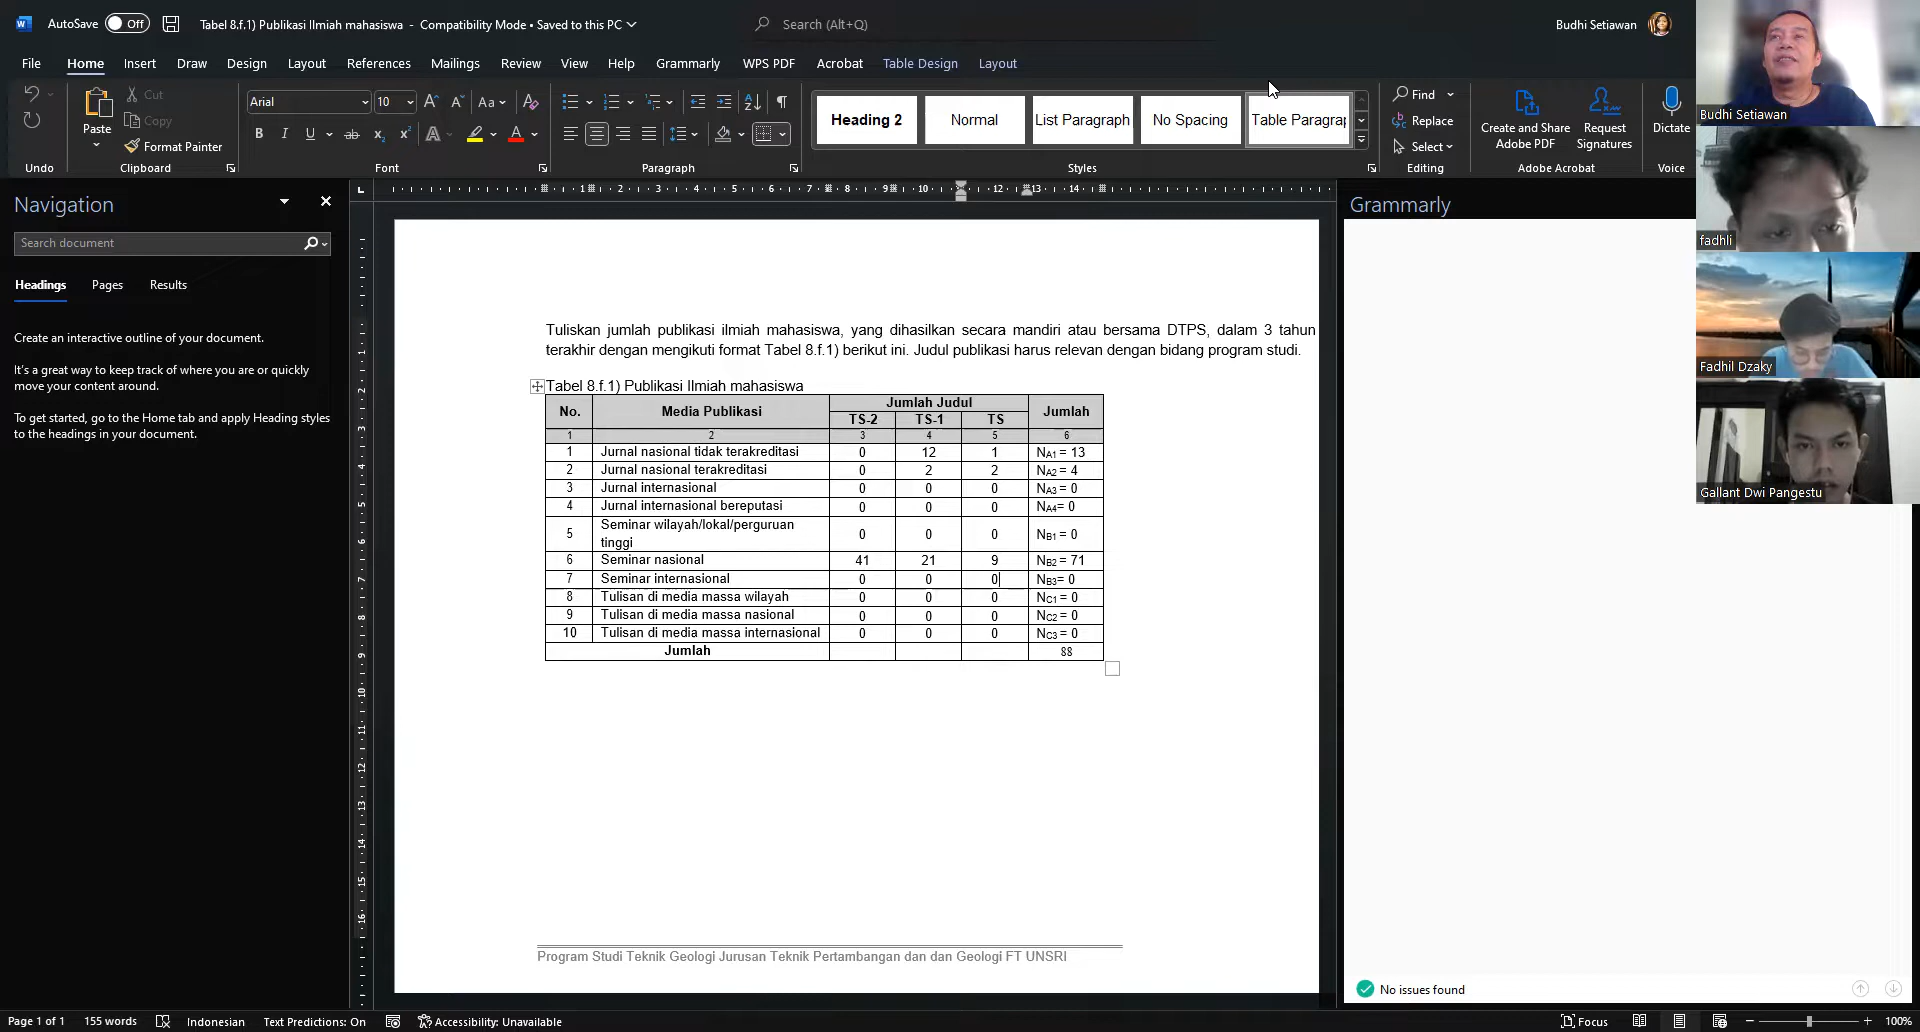 AutoSave Off Tabel 8.f.1) Publikasi Ilmiah mahasiswa - Compatibility Mode • Saved to this PC Search (Alt+Q) Budhi Setiawan
File Home Insert Draw Design Layout References Mailings Review View Help Grammarly WPS PDF Acrobat Table Design Layout
Paste
Cut
Copy
Format Painter
Arial 10
Heading 2 Normal List Paragraph No Spacing Table Paragrap
Find
Replace
Select
Create and Share
Adobe PDF
Request
Signatures
Dictate
Undo Clipboard Font Paragraph Styles Editing Adobe Acrobat Voice
Budhi Setiawan
fadhli
Fadhil Dzaky
Gallant Dwi Pangestu
Navigation
Search document
Headings Pages Results
Create an interactive outline of your document.
It's a great way to keep track of where you are or quickly
move your content around.
To get started, go to the Home tab and apply Heading styles
to the headings in your document.
Tuliskan jumlah publikasi ilmiah mahasiswa, yang dihasilkan secara mandiri atau bersama DTPS, dalam 3 tahun
terakhir dengan mengikuti format Tabel 8.f.1) berikut ini. Judul publikasi harus relevan dengan bidang program studi.
Tabel 8.f.1) Publikasi Ilmiah mahasiswa
No. Media Publikasi Jumlah Judul Jumlah
TS-2 TS-1 TS
1 2 3 4 5 6
1 Jurnal nasional tidak terakreditasi 0 12 1 NA1 = 13
2 Jurnal nasional terakreditasi 0 2 2 NA2 = 4
3 Jurnal internasional 0 0 0 NA3 = 0
4 Jurnal internasional bereputasi 0 0 0 NA4= 0
5 Seminar wilayah/lokal/perguruan
tinggi 0 0 0 NB1 = 0
6 Seminar nasional 41 21 9 NB2 = 71
7 Seminar internasional 0 0 0 NB3= 0
8 Tulisan di media massa wilayah 0 0 0 NC1 = 0
9 Tulisan di media massa nasional 0 0 0 NC2 = 0
10 Tulisan di media massa internasional 0 0 0 NC3 = 0
Jumlah 88
Program Studi Teknik Geologi Jurusan Teknik Pertambangan dan dan Geologi FT UNSRI
Grammarly
No issues found
Page 1 of 1 155 words Indonesian Text Predictions: On Accessibility: Unavailable Focus 100%